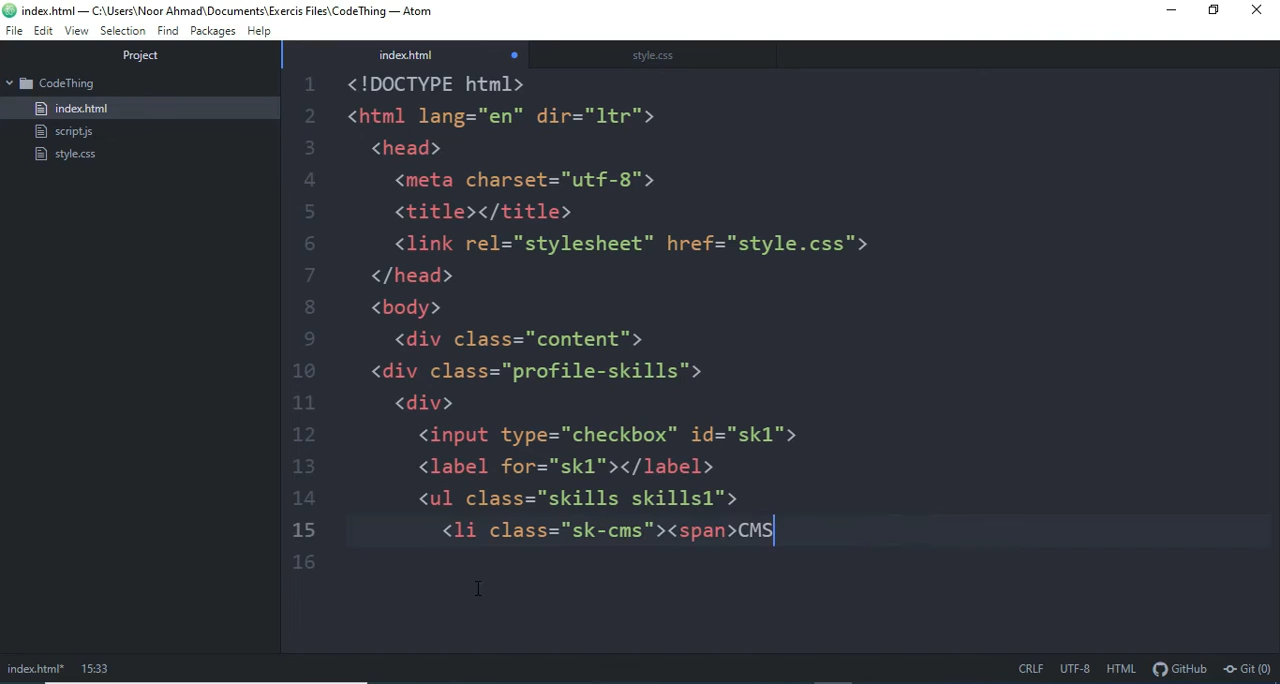 index.html — C:\Users\Noor Ahmad\Documents\Exercis Files\CodeThing — Atom
File Edit View Selection Find Packages Help
Project
index.html
style.css
CodeThing
index.html
script.js
style.css
1 <!DOCTYPE html>
2 <html lang="en" dir="ltr">
3 <head>
4 <meta charset="utf-8">
5 <title></title>
6 <link rel="stylesheet" href="style.css">
7 </head>
8 <body>
9 <div class="content">
10 <div class="profile-skills">
11 <div>
12 <input type="checkbox" id="sk1">
13 <label for="sk1"></label>
14 <ul class="skills skills1">
15 <li class="sk-cms"><span>CMS
16
index.html* 15:33 CRLF UTF-8 HTML GitHub Git (0)